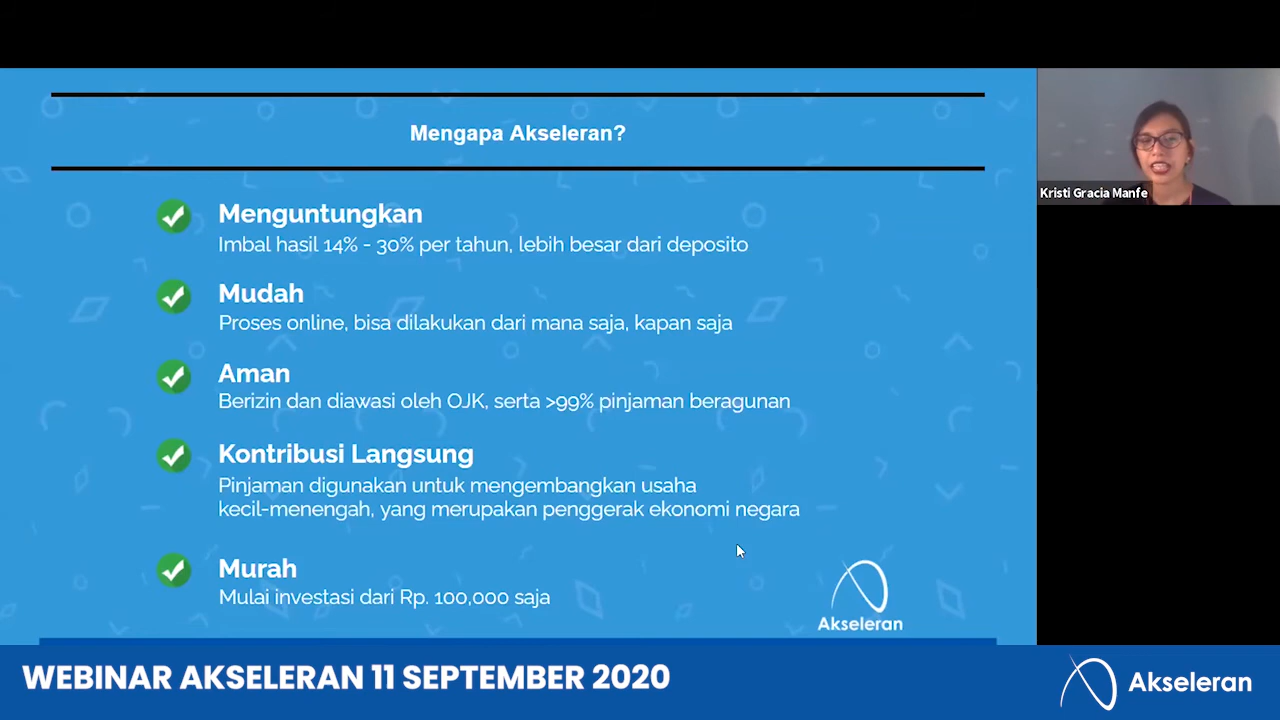 Mengapa Akseleran?
Menguntungkan
Imbal hasil 14% - 30% per tahun, lebih besar dari deposito
Mudah
Proses online, bisa dilakukan dari mana saja, kapan saja
Aman
Berizin dan diawasi oleh OJK, serta >99% pinjaman beragunan
Kontribusi Langsung
Pinjaman digunakan untuk mengembangkan usaha
kecil-menengah, yang merupakan penggerak ekonomi negara
Murah
Mulai investasi dari Rp. 100,000 saja
Akseleran
Kristi Gracia Manfe
WEBINAR AKSELERAN 11 SEPTEMBER 2020
Akseleran